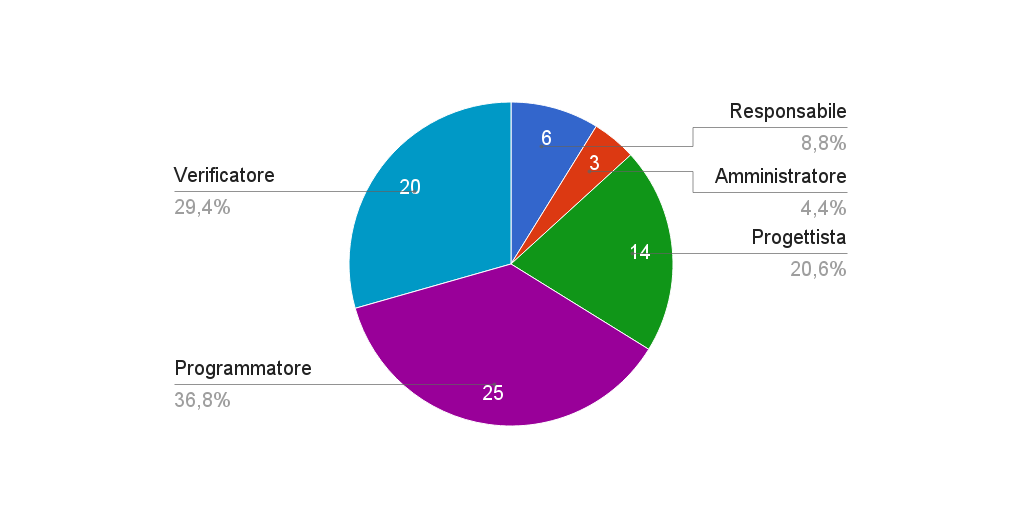 Responsabile
8,8%
Amministratore
4,4%
Progettista
20,6%
Programmatore
36,8%
Verificatore
29,4%
6
3
14
25
20